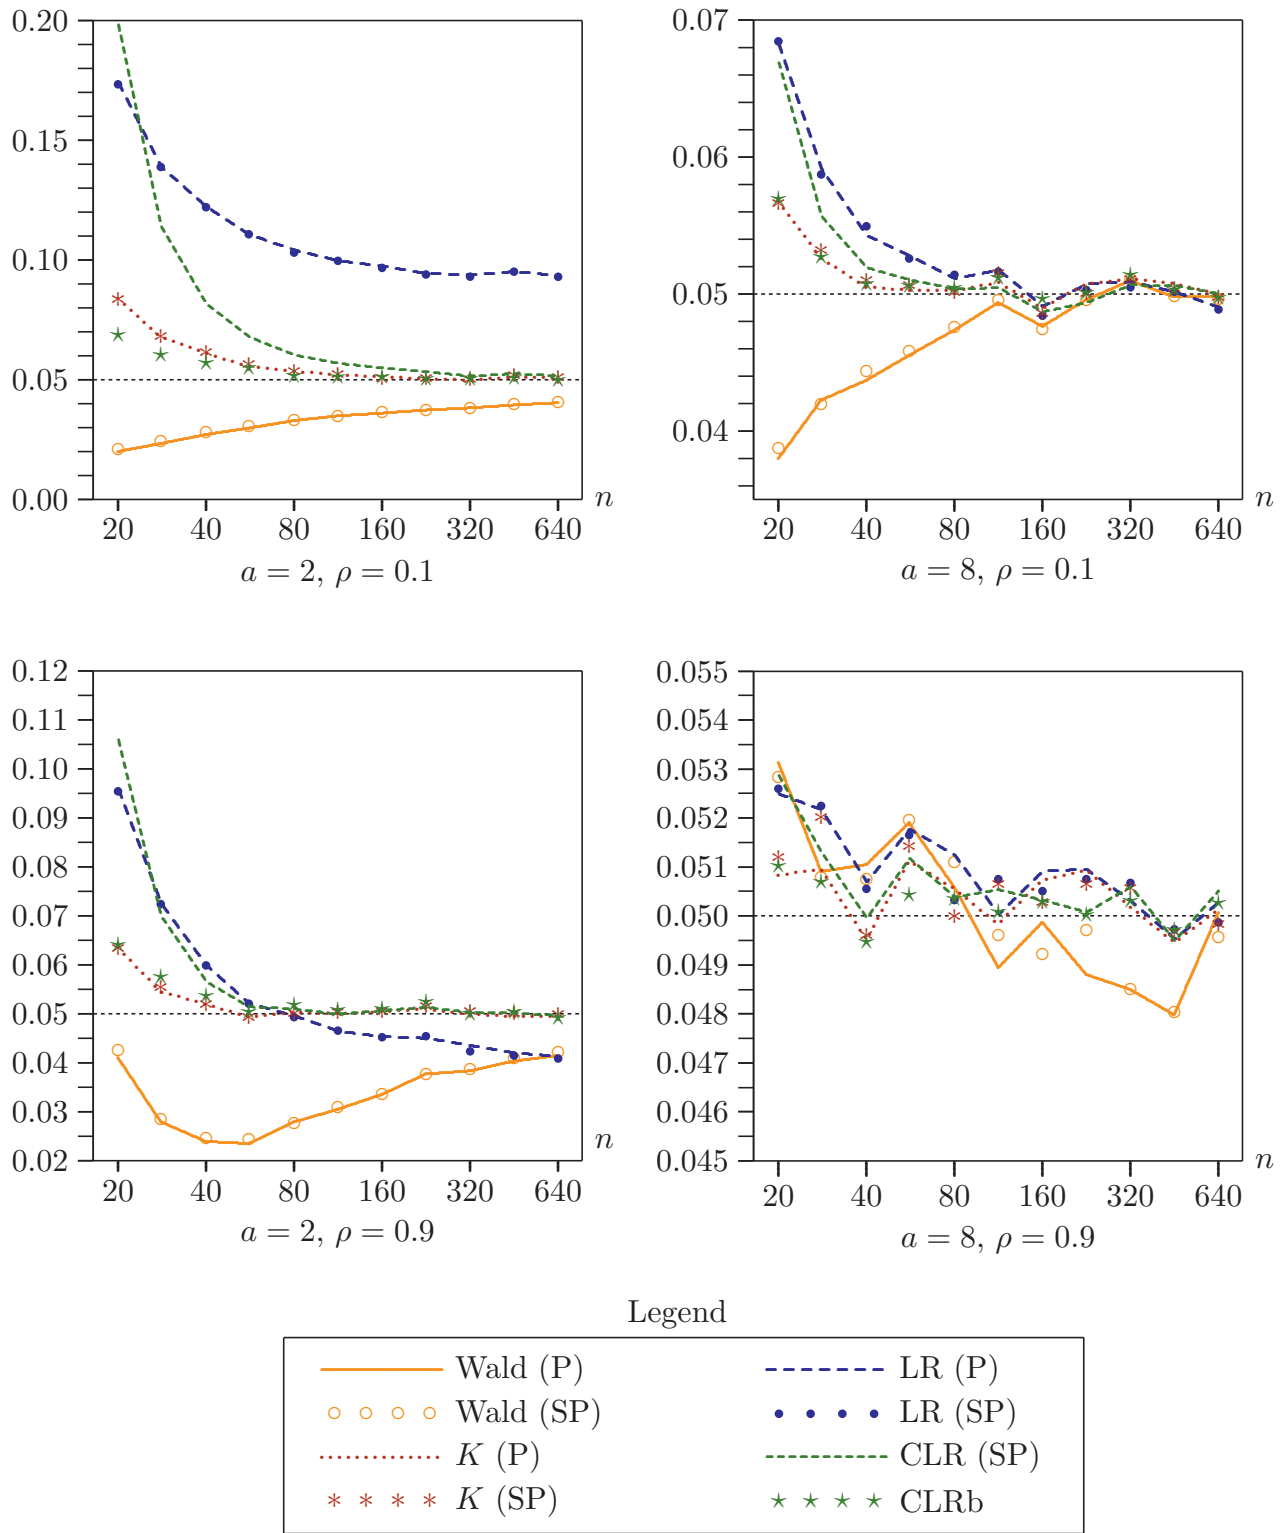 0.20
0.15
0.10
0.05
0.00
n
20 40 80 160 320 640
a = 2, ρ = 0.1
0.07
0.06
0.05
0.04
n
20 40 80 160 320 640
a = 8, ρ = 0.1
0.12
0.11
0.10
0.09
0.08
0.07
0.06
0.05
0.04
0.03
0.02
n
20 40 80 160 320 640
a = 2, ρ = 0.9
0.055
0.054
0.053
0.052
0.051
0.050
0.049
0.048
0.047
0.046
0.045
n
20 40 80 160 320 640
a = 8, ρ = 0.9
Legend
Wald (P)
Wald (SP)
K (P)
K (SP)
LR (P)
LR (SP)
CLR (SP)
CLRb